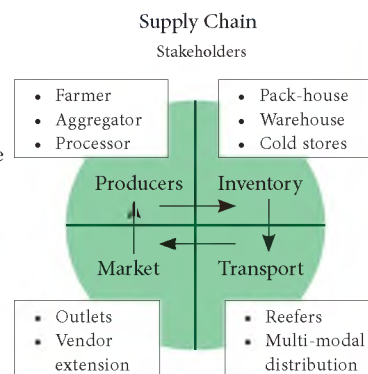 Supply Chain
Stakeholders
• Farmer
• Aggregator
• Processor
• Pack-house
• Warehouse
• Cold stores
e
Producers
Inventory
Market
Transport
• Outlets
• Vendor
extension
• Reefers
• Multi-modal
distribution